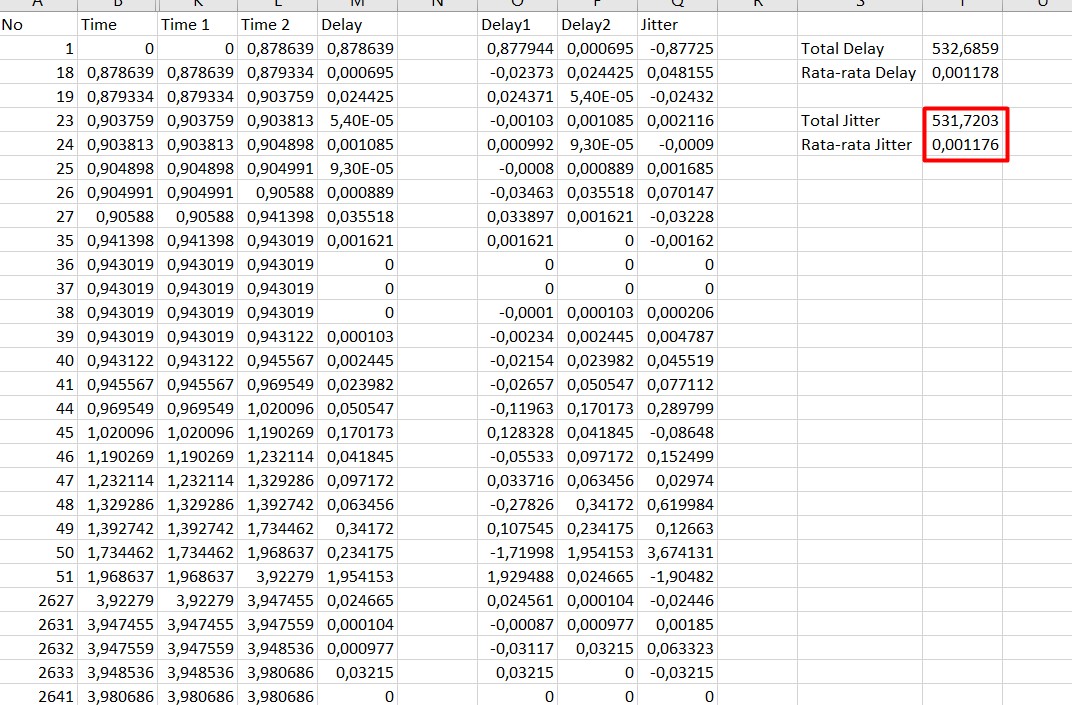 No Time Time 1 Time 2 Delay Delay1 Delay2 Jitter
1 0 0 0,878639 0,878639 0,877944 0,000695 -0,87725 Total Delay 532,6859
18 0,878639 0,878639 0,879334 0,000695 -0,02373 0,024425 0,048155 Rata-rata Delay 0,001178
19 0,879334 0,879334 0,903759 0,024425 0,024371 5,40E-05 -0,02432
23 0,903759 0,903759 0,903813 5,40E-05 -0,00103 0,001085 0,002116 Total Jitter 531,7203
24 0,903813 0,903813 0,904898 0,001085 0,000992 9,30E-05 -0,0009 Rata-rata Jitter 0,001176
25 0,904898 0,904898 0,904991 9,30E-05 -0,0008 0,000889 0,001685
26 0,904991 0,904991 0,90588 0,000889 -0,03463 0,035518 0,070147
27 0,90588 0,90588 0,941398 0,035518 0,033897 0,001621 -0,03228
35 0,941398 0,941398 0,943019 0,001621 0,001621 0 -0,00162
36 0,943019 0,943019 0,943019 0 0 0 0
37 0,943019 0,943019 0,943019 0 0 0 0
38 0,943019 0,943019 0,943019 0 -0,0001 0,000103 0,000206
39 0,943019 0,943019 0,943122 0,000103 -0,00234 0,002445 0,004787
40 0,943122 0,943122 0,945567 0,002445 -0,02154 0,023982 0,045519
41 0,945567 0,945567 0,969549 0,023982 -0,02657 0,050547 0,077112
44 0,969549 0,969549 1,020096 0,050547 -0,11963 0,170173 0,289799
45 1,020096 1,020096 1,190269 0,170173 0,128328 0,041845 -0,08648
46 1,190269 1,190269 1,232114 0,041845 -0,05533 0,097172 0,152499
47 1,232114 1,232114 1,329286 0,097172 0,033716 0,063456 0,02974
48 1,329286 1,329286 1,392742 0,063456 -0,27826 0,34172 0,619984
49 1,392742 1,392742 1,734462 0,34172 0,107545 0,234175 0,12663
50 1,734462 1,734462 1,968637 0,234175 -1,71998 1,954153 3,674131
51 1,968637 1,968637 3,92279 1,954153 1,929488 0,024665 -1,90482
2627 3,92279 3,92279 3,947455 0,024665 0,024561 0,000104 -0,02446
2631 3,947455 3,947455 3,947559 0,000104 -0,00087 0,000977 0,00185
2632 3,947559 3,947559 3,948536 0,000977 -0,03117 0,03215 0,063323
2633 3,948536 3,948536 3,980686 0,03215 0,03215 0 -0,03215
2641 3,980686 3,980686 3,980686 0 0 0 0